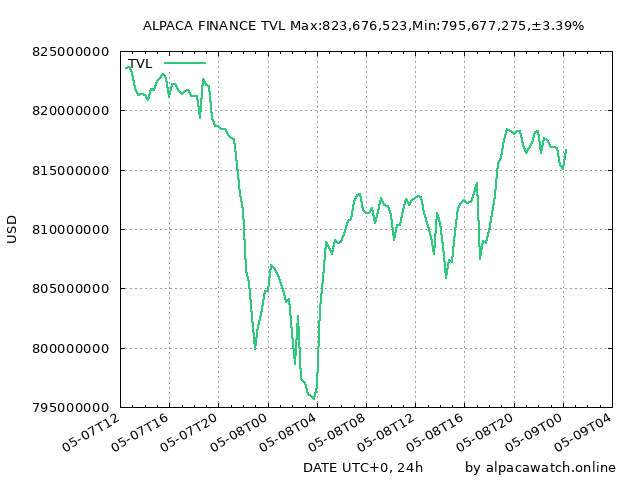 ALPACA FINANCE TVL Max:823,676,523,Min:795,677,275,±3.39%
825000000
TVL
820000000
815000000
810000000
805000000
800000000
795000000
USD
05-07T12
05-07T16
05-07T20
05-08T00
05-08T04
05-08T08
05-08T12
05-08T16
05-08T20
05-09T00
05-09T04
DATE UTC+0, 24h
by alpacawatch.online